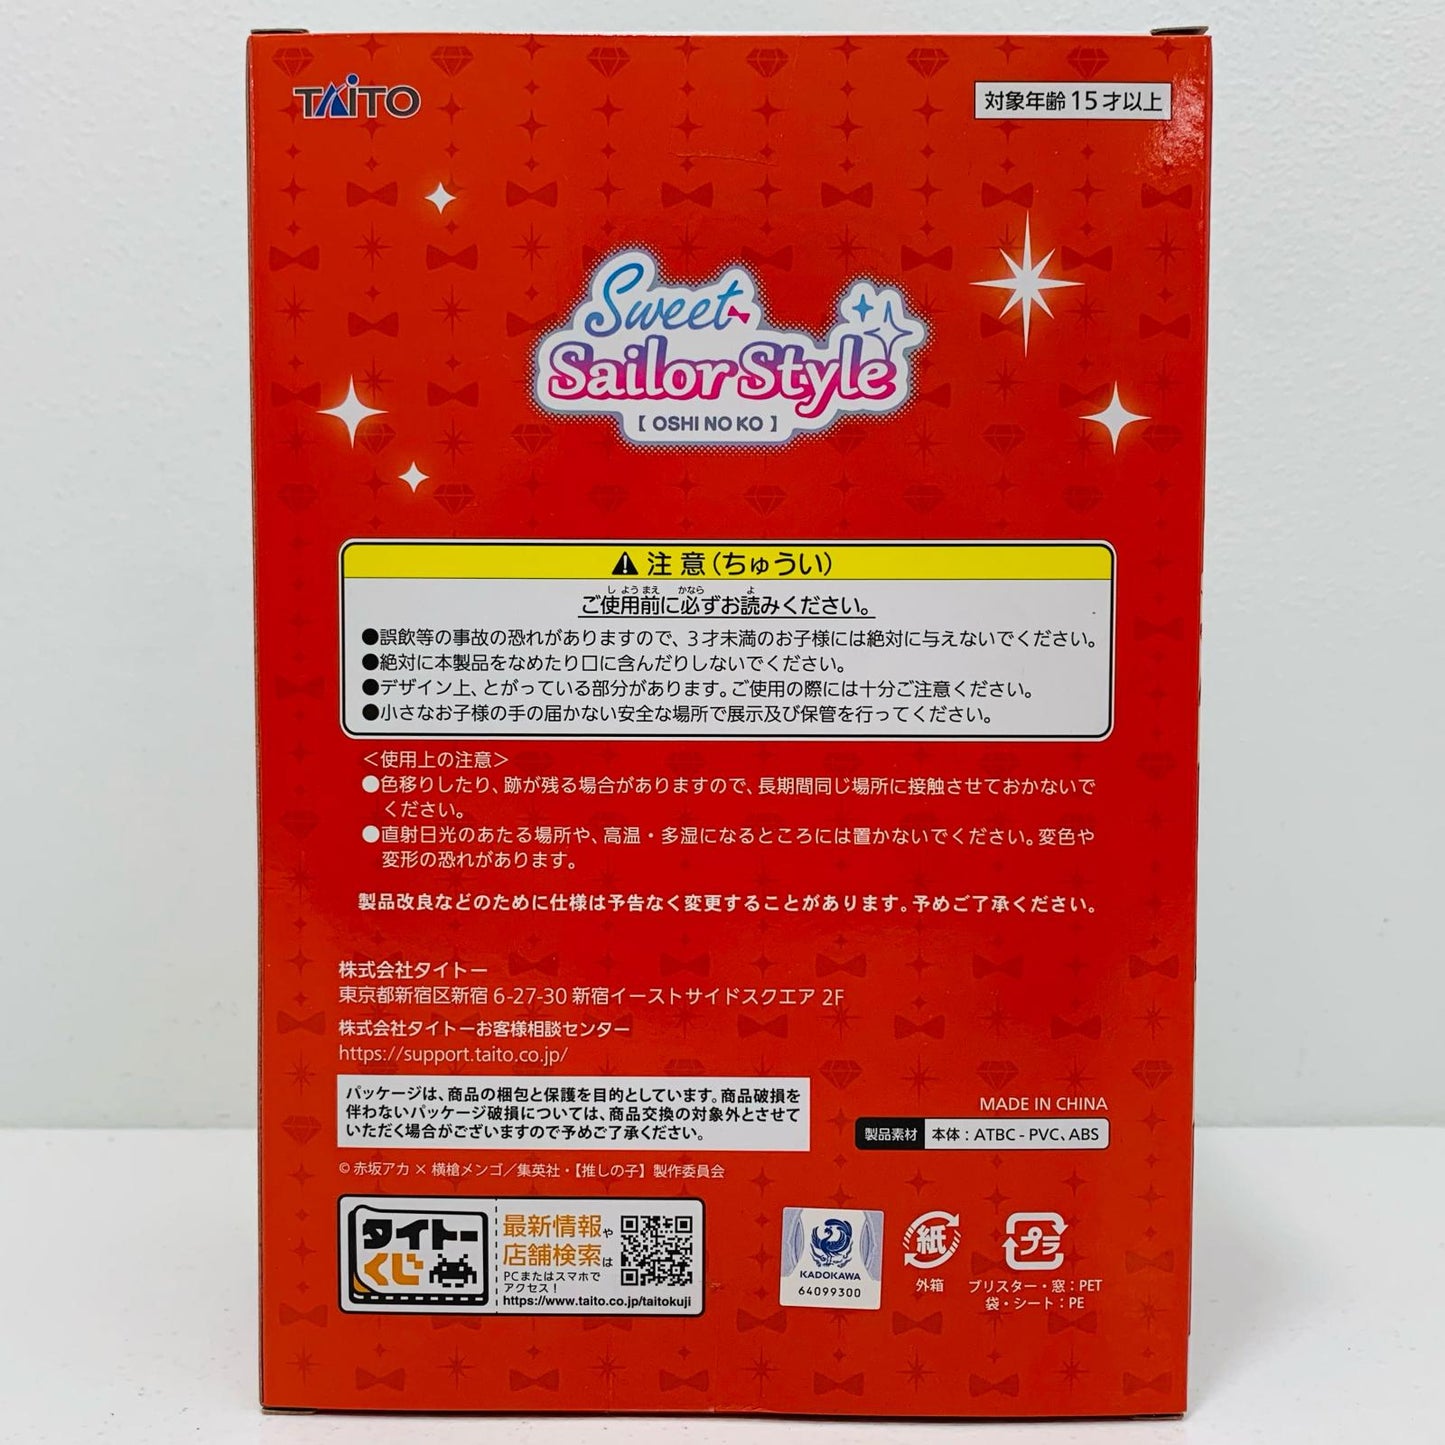 TAITO
対象年齢15才以上
Sweet
Sailor Style
【OSHI NO KO】
注意(ちゅうい)
ご使用前に必ずお読みください。
●誤飲等の事故の恐れがありますので、3才未満のお子様には絶対に与えないでください。
●絶対に本製品をなめたり口に含んだりしないでください。
●デザイン上、とがっている部分があります。ご使用の際には十分ご注意ください。
●小さなお子様の手の届かない安全な場所で展示及び保管を行ってください。
<使用上の注意>
●色移りしたり、跡が残る場合がありますので、長期間同じ場所に接触させておかないで
ください。
●直射日光のあたる場所や、高温・多湿になるところには置かないでください。変色や
変形の恐れがあります。
製品改良などのために仕様は予告なく変更することがあります。予めご了承ください。
株式会社タイトー
東京都新宿区新宿6-27-30 新宿イーストサイドスクエア 2F
株式会社タイトーお客様相談センター
https://support.taito.co.jp/
パッケージは、商品の梱包と保護を目的としています。商品破損を
伴わないパッケージ破損については、商品交換の対象外とさせて
いただく場合がございますので予めご了承ください。
MADE IN CHINA
製品素材 本体:ATBC-PVC、ABS
©赤坂アカ×横槍メンゴ/集英社・【推しの子】製作委員会
タイトー
くじ
最新情報や
店舗検索は
PCまたはスマホで
アクセス!
https://www.taito.co.jp/taitokuji
KADOKAWA
64099300
紙
外箱
プラ
ブリスター・窓:PET
袋・シート:PE